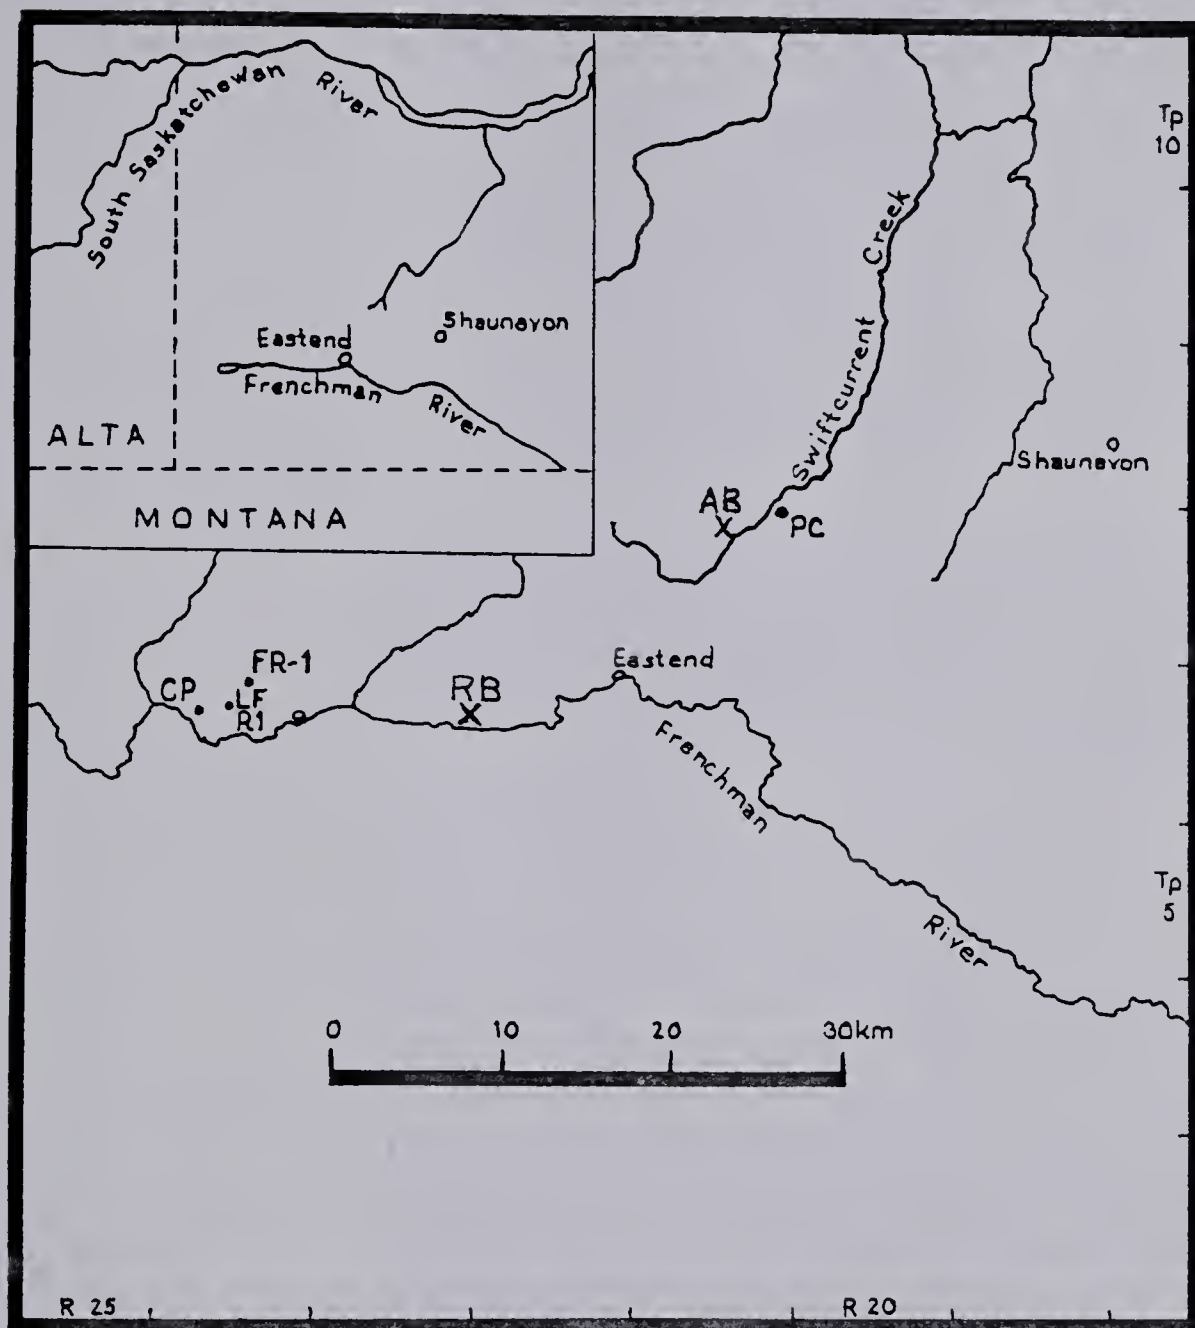 South Saskatchewan River
Shaunavon
Eastend
Frenchman River
ALTA
MONTANA
Tp
10
Swiftcurrent Creek
Shaunavon
AB
PC
FR-1
CP
LF
R1
RB
Eastend
Frenchman River
Tp
5
0 10 20 30km
R 25
R 20